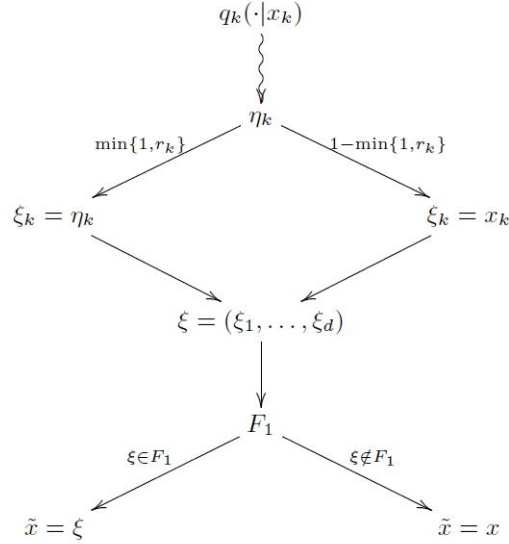 q_k(·|x_k)
η_k
min{1,r_k} 1−min{1,r_k}
ξ_k = η_k ξ_k = x_k
ξ = (ξ_1, . . . , ξ_d)
F_1
ξ∈F_1 ξ∉F_1
x̃ = ξ x̃ = x